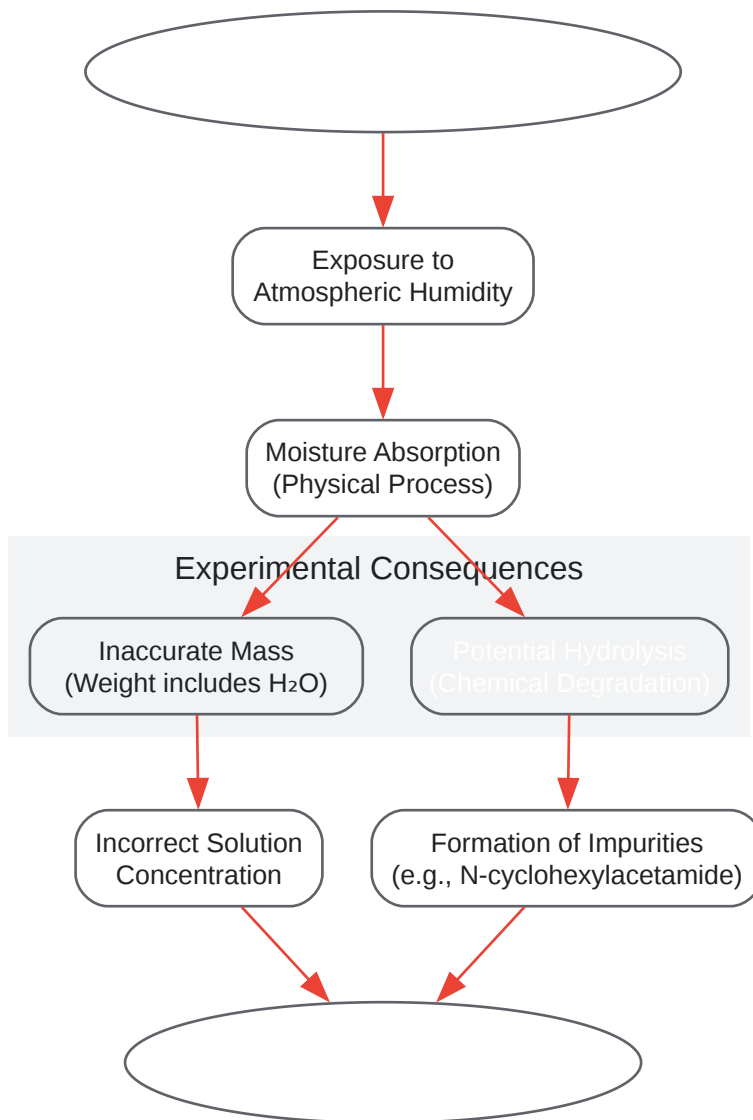 Exposure to
Atmospheric Humidity
Moisture Absorption
(Physical Process)
Experimental Consequences
Inaccurate Mass
(Weight includes H₂O)
Potential Hydrolysis
(Chemical Degradation)
Incorrect Solution
Concentration
Formation of Impurities
(e.g., N-cyclohexylacetamide)